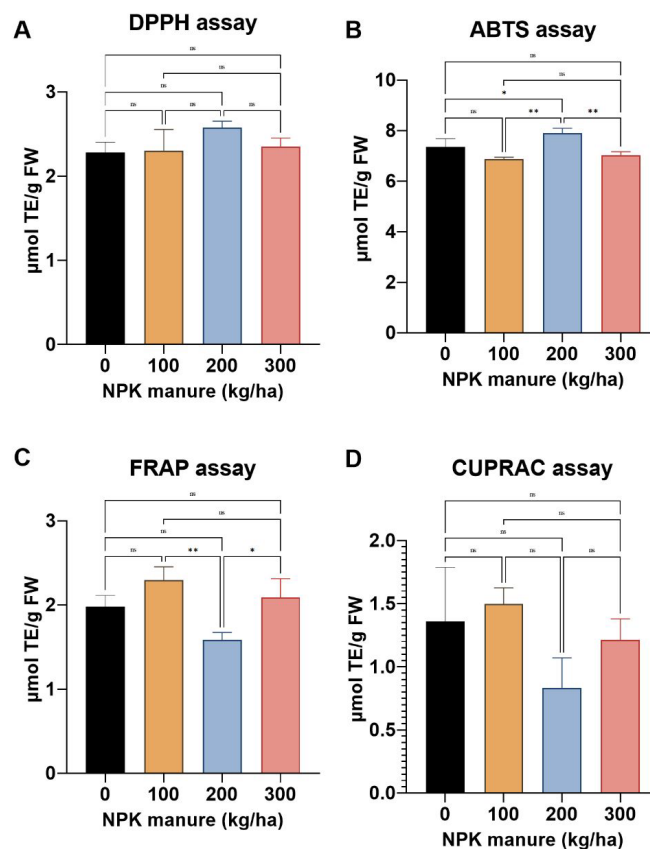 A
DPPH assay
ns
ns
ns
ns ns ns
3
2
1
0
µmol TE/g FW
0 100 200 300
NPK manure (kg/ha)
B
ABTS assay
ns
ns
*
ns ** **
10
8
6
4
2
0
µmol TE/g FW
0 100 200 300
NPK manure (kg/ha)
C
FRAP assay
ns
ns
ns
ns ** *
3
2
1
0
µmol TE/g FW
0 100 200 300
NPK manure (kg/ha)
D
CUPRAC assay
ns
ns
ns
ns ns ns
2.0
1.5
1.0
0.5
0.0
µmol TE/g FW
0 100 200 300
NPK manure (kg/ha)